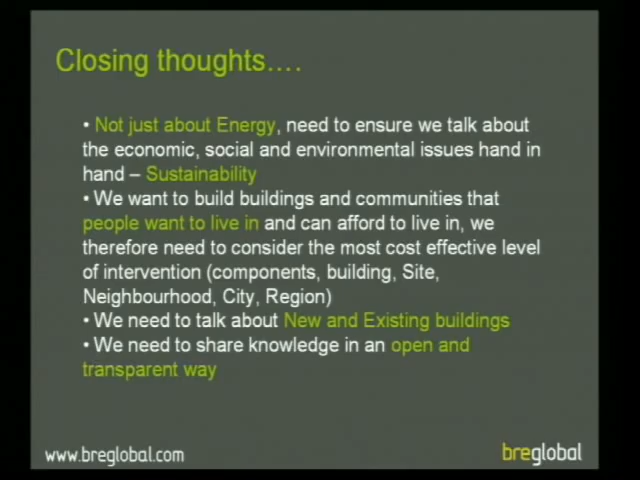 Closing thoughts....
• Not just about Energy, need to ensure we talk about
the economic, social and environmental issues hand in
hand – Sustainability
• We want to build buildings and communities that
people want to live in and can afford to live in, we
therefore need to consider the most cost effective level
of intervention (components, building, Site,
Neighbourhood, City, Region)
• We need to talk about New and Existing buildings
• We need to share knowledge in an open and
transparent way
www.breglobal.com
breglobal